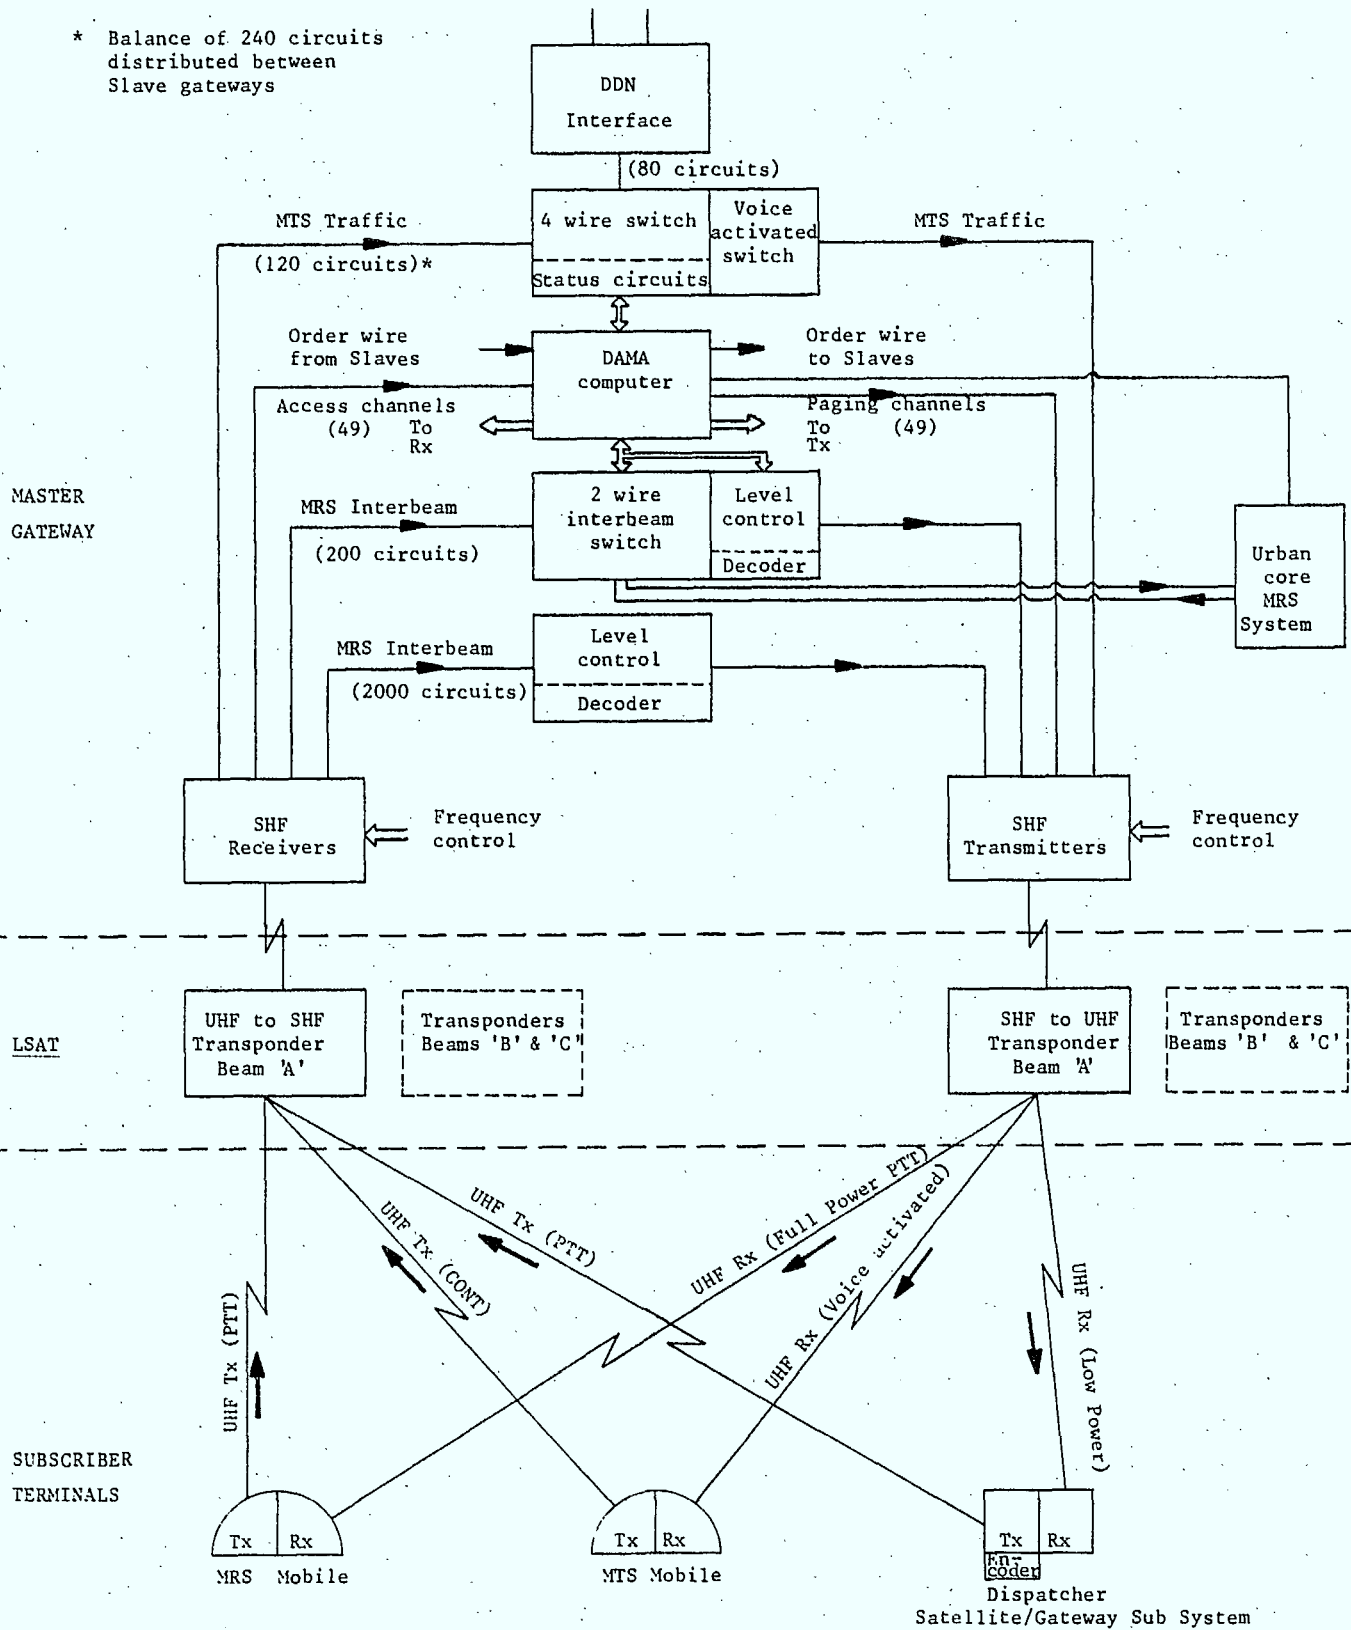 * Balance of 240 circuits
distributed between
Slave gateways
DDN
Interface
(80 circuits)
MTS Traffic
(120 circuits)*
4 wire switch
Status circuits
Voice
activated
switch
MTS Traffic
Order wire
from Slaves
DAMA
computer
Order wire
to Slaves
Access channels
(49)
To
Rx
Paging channels
(49)
To
Tx
MASTER
GATEWAY
MRS Interbeam
(200 circuits)
2 wire
interbeam
switch
Level
control
Decoder
Urban
core
MRS
System
MRS Interbeam
(2000 circuits)
Level
control
Decoder
SHF
Receivers
Frequency
control
SHF
Transmitters
Frequency
control
LSAT
UHF to SHF
Transponder
Beam 'A'
Transponders
Beams 'B' & 'C'
SHF to UHF
Transponder
Beam 'A'
Transponders
Beams 'B' & 'C'
UHF Tx (PTT)
UHF Tx (CONT)
UHF Tx (PTT)
UHF Rx (Full Power PTT)
UHF Rx (Voice activated)
UHF Rx (Low Power)
SUBSCRIBER
TERMINALS
Tx Rx
MRS Mobile
Tx Rx
MTS Mobile
Tx Rx
En-
coder
Dispatcher
Satellite/Gateway Sub System